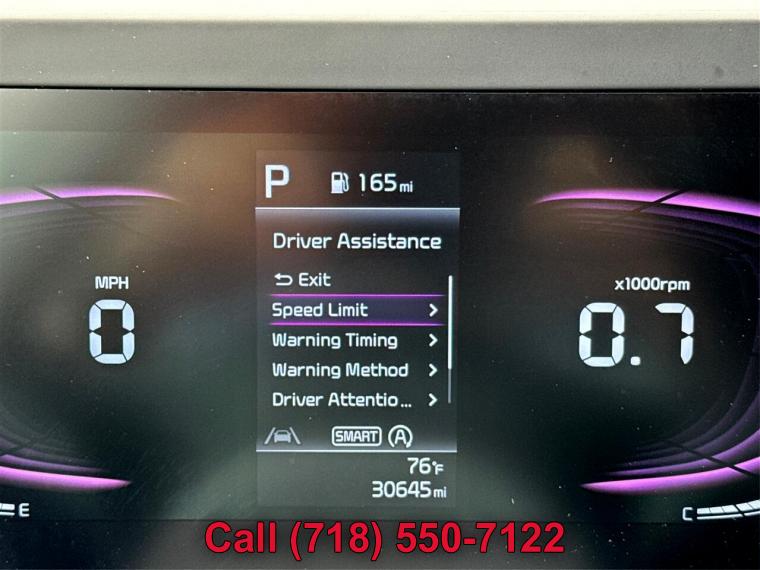 P 165 mi
Driver Assistance
Exit
Speed Limit
Warning Timing
Warning Method
Driver Attentio...
MPH
0
x1000rpm
0.7
SMART A
76°F
30645 mi
E
C
Call (718) 550-7122